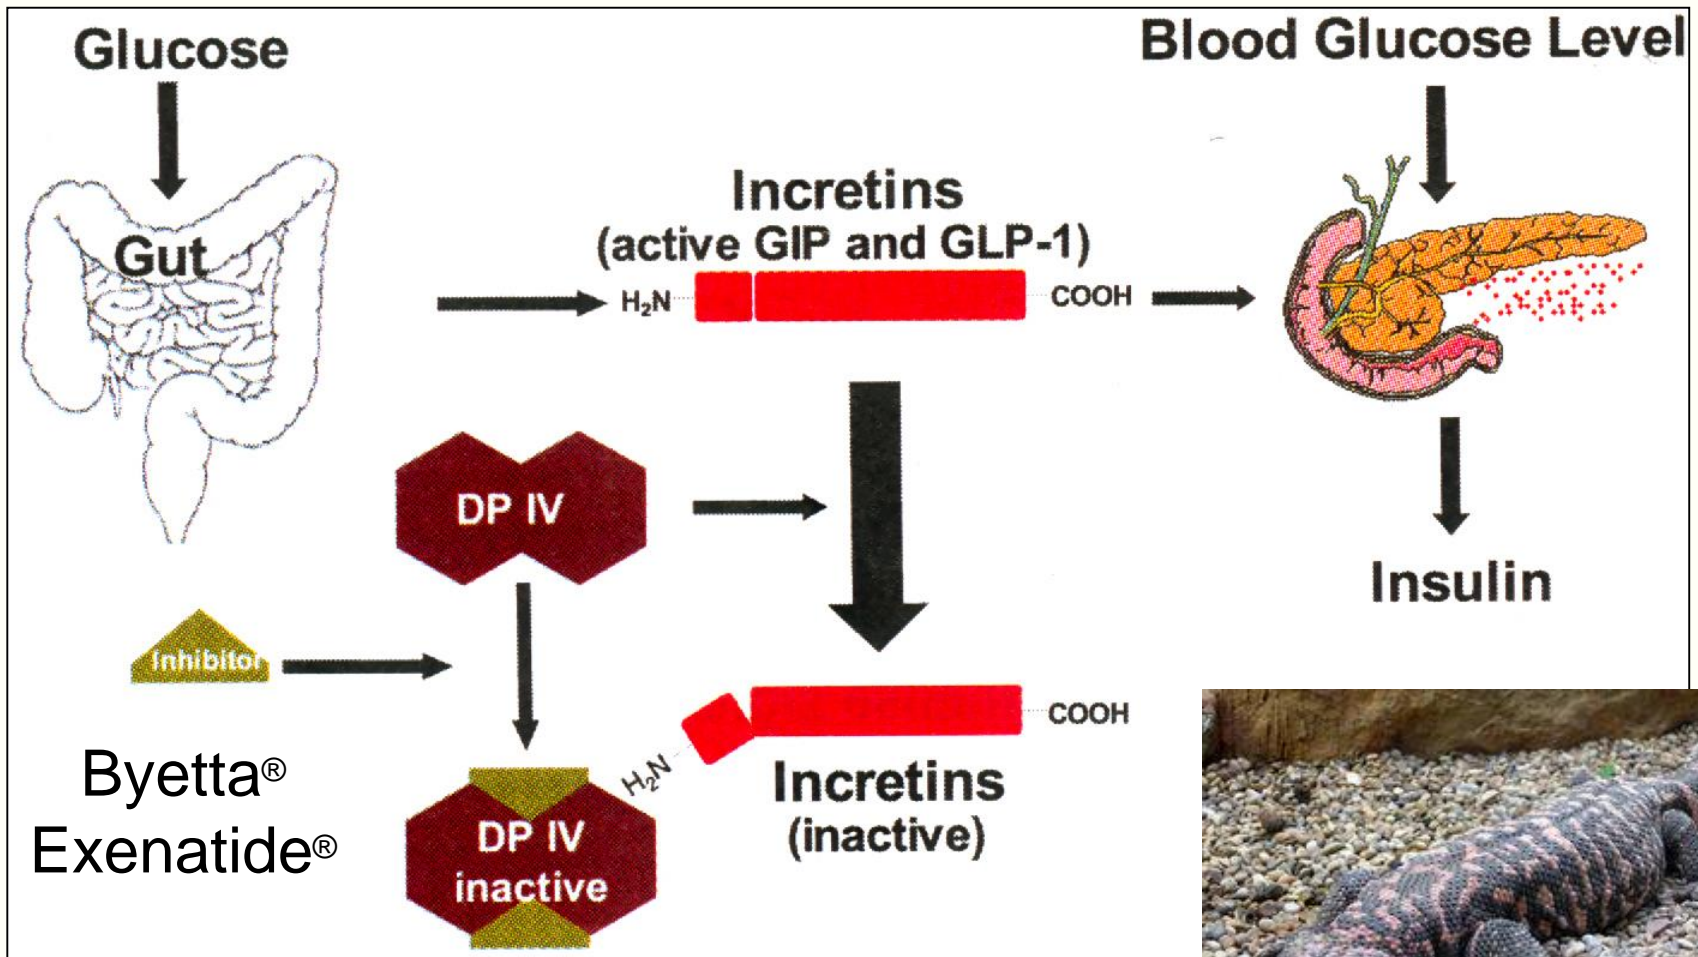 Glucose
Blood Glucose Level
Gut
Incretins
(active GIP and GLP-1)
H₂N
COOH
DP IV
Insulin
Inhibitor
H₂N
COOH
Incretins
(inactive)
Byetta®
Exenatide®
DP IV
inactive